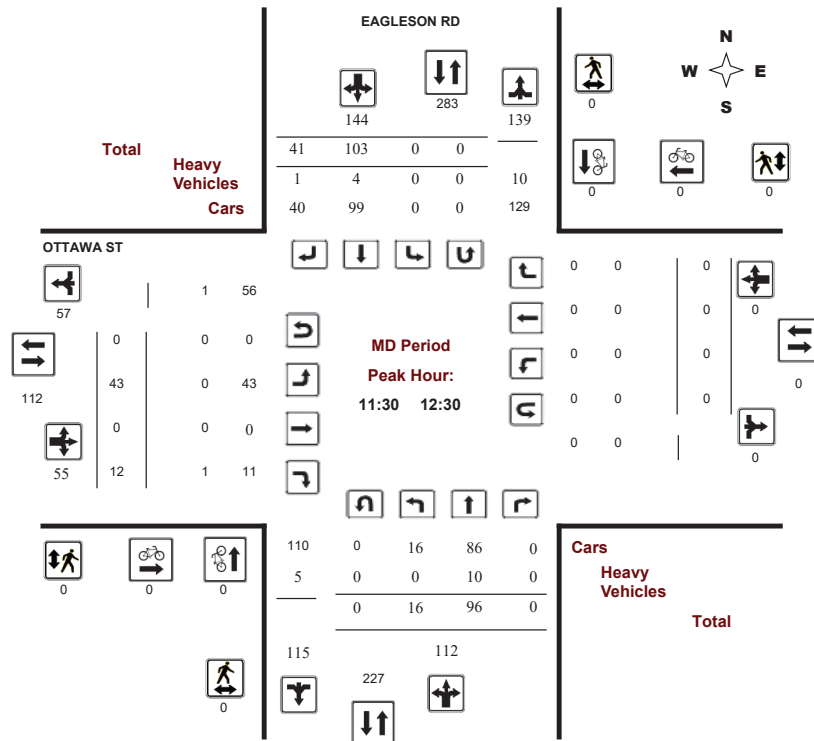 EAGLESON RD
N
W E
S
283
0
144 139
Total 41 103 0 0
Heavy
Vehicles 1 4 0 0 10
Cars 40 99 0 0 129
0 0 0
OTTAWA ST
57 1 56
0 0 0
112 43 0 43
0 0 0
55 12 1 11
MD Period
Peak Hour:
11:30 12:30
0 0 0
0
0 0 0
0 0 0
0
0 0 0
0 0
0
110 0 16 86 0
5 0 0 10 0
0 16 96 0
Cars
Heavy
Vehicles
Total
0 0 0
115 112
227
0